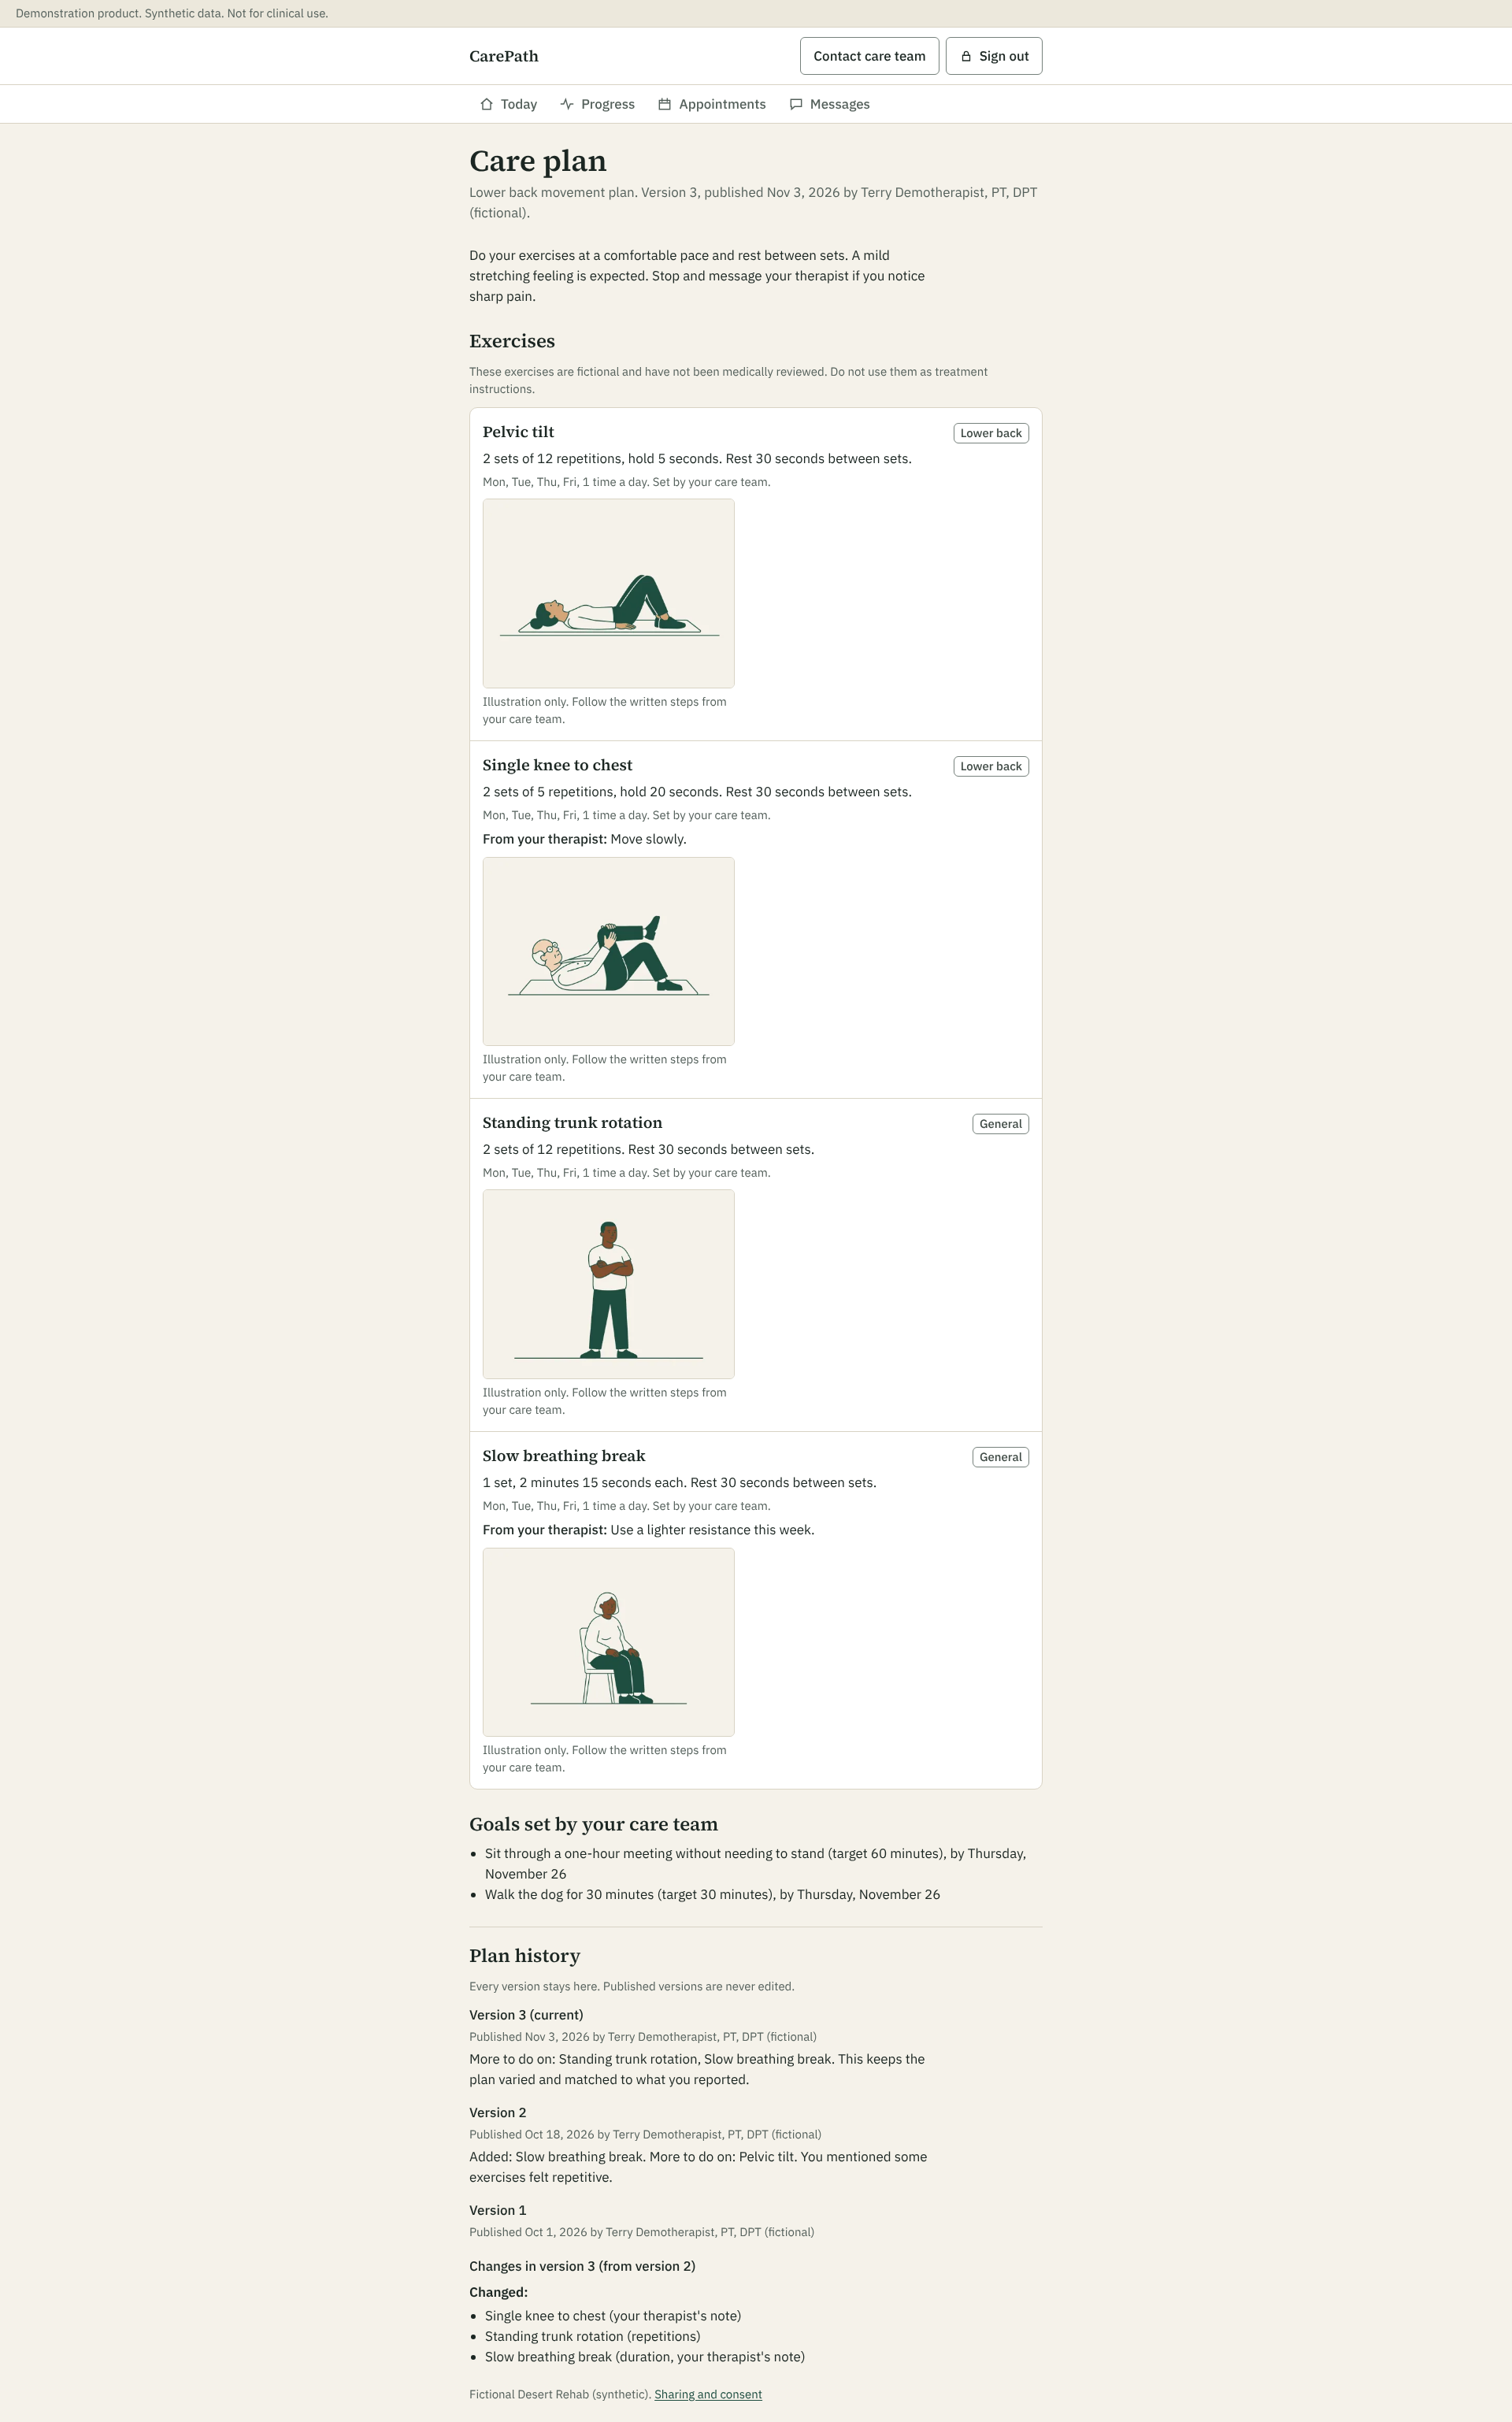 Demonstration product. Synthetic data. Not for clinical use.
CarePath
Contact care team
Sign out
Today
Progress
Appointments
Messages
Care plan
Lower back movement plan. Version 3, published Nov 3, 2026 by Terry Demotherapist, PT, DPT
(fictional).
Do your exercises at a comfortable pace and rest between sets. A mild
stretching feeling is expected. Stop and message your therapist if you notice
sharp pain.
Exercises
These exercises are fictional and have not been medically reviewed. Do not use them as treatment
instructions.
Pelvic tilt
Lower back
2 sets of 12 repetitions, hold 5 seconds. Rest 30 seconds between sets.
Mon, Tue, Thu, Fri, 1 time a day. Set by your care team.
Illustration only. Follow the written steps from
your care team.
Single knee to chest
Lower back
2 sets of 5 repetitions, hold 20 seconds. Rest 30 seconds between sets.
Mon, Tue, Thu, Fri, 1 time a day. Set by your care team.
From your therapist: Move slowly.
Illustration only. Follow the written steps from
your care team.
Standing trunk rotation
General
2 sets of 12 repetitions. Rest 30 seconds between sets.
Mon, Tue, Thu, Fri, 1 time a day. Set by your care team.
Illustration only. Follow the written steps from
your care team.
Slow breathing break
General
1 set, 2 minutes 15 seconds each. Rest 30 seconds between sets.
Mon, Tue, Thu, Fri, 1 time a day. Set by your care team.
From your therapist: Use a lighter resistance this week.
Illustration only. Follow the written steps from
your care team.
Goals set by your care team
• Sit through a one-hour meeting without needing to stand (target 60 minutes), by Thursday,
November 26
• Walk the dog for 30 minutes (target 30 minutes), by Thursday, November 26
Plan history
Every version stays here. Published versions are never edited.
Version 3 (current)
Published Nov 3, 2026 by Terry Demotherapist, PT, DPT (fictional)
More to do on: Standing trunk rotation, Slow breathing break. This keeps the
plan varied and matched to what you reported.
Version 2
Published Oct 18, 2026 by Terry Demotherapist, PT, DPT (fictional)
Added: Slow breathing break. More to do on: Pelvic tilt. You mentioned some
exercises felt repetitive.
Version 1
Published Oct 1, 2026 by Terry Demotherapist, PT, DPT (fictional)
Changes in version 3 (from version 2)
Changed:
• Single knee to chest (your therapist's note)
• Standing trunk rotation (repetitions)
• Slow breathing break (duration, your therapist's note)
Fictional Desert Rehab (synthetic). Sharing and consent